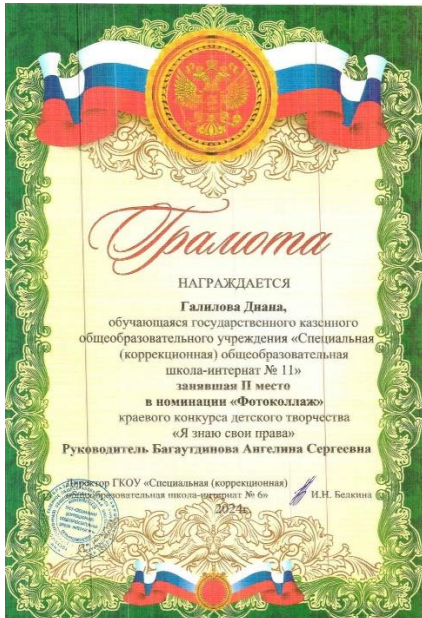 Грамота
НАГРАЖДАЕТСЯ
Галилова Диана,
обучающаяся государственного казенного
общеобразовательного учреждения «Специальная
(коррекционная) общеобразовательная
школа-интернат № 11»
занявшая II место
в номинации «Фотоколлаж»
краевого конкурса детского творчества
«Я знаю свои права»
Руководитель Багаутдинова Ангелина Сергеевна
Директор ГКОУ «Специальная (коррекционная)
общеобразовательная школа-интернат № 6» И.Н. Белкина
2024г.